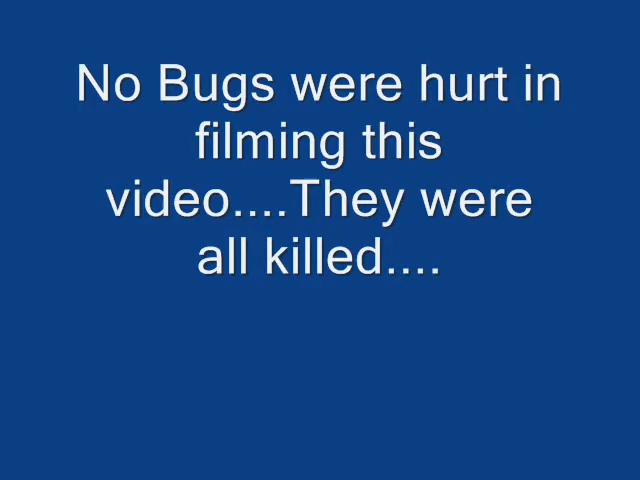 No Bugs were hurt in
filming this
video....They were
all killed....